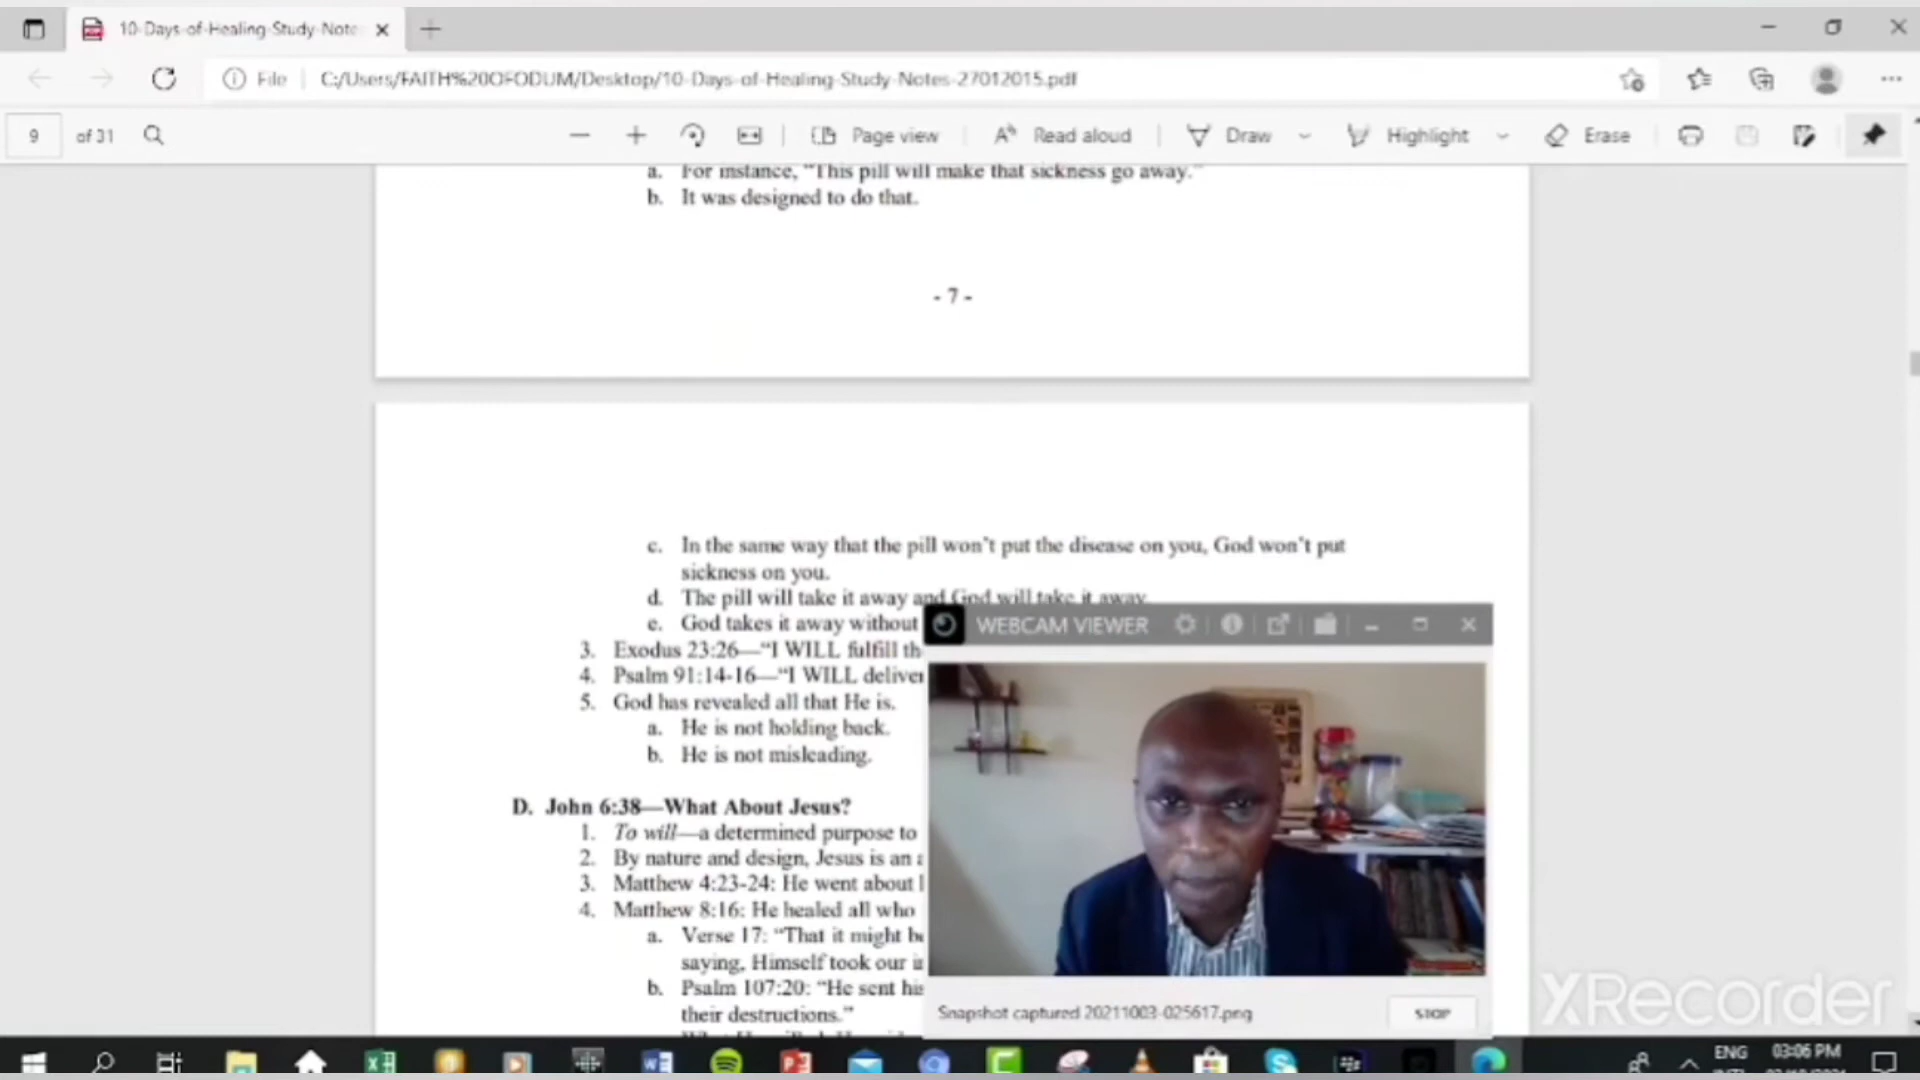 10-Days-of-Healing-Study-Note
File C:/Users/FAITH%20OFODUM/Desktop/10-Days-of-Healing-Study-Notes-27012015.pdf
9 of 31 Page view Read aloud Draw Highlight Erase
a. For instance, "This pill will make that sickness go away."
b. It was designed to do that.
- 7 -
c. In the same way that the pill won't put the disease on you, God won't put
sickness on you.
d. The pill will take it away and God will take it away.
e. God takes it away without
3. Exodus 23:26—"I WILL fulfill th
4. Psalm 91:14-16—"I WILL deliver
5. God has revealed all that He is.
a. He is not holding back.
b. He is not misleading.
D. John 6:38—What About Jesus?
1. To will—a determined purpose to
2. By nature and design, Jesus is an
3. Matthew 4:23-24: He went about
4. Matthew 8:16: He healed all who
a. Verse 17: "That it might be
saying, Himself took our
b. Psalm 107:20: "He sent his
their destructions."
WEBCAM VIEWER
Snapshot captured 20211003-025617.png
STOP
XRecorder
ENG
03:06 PM